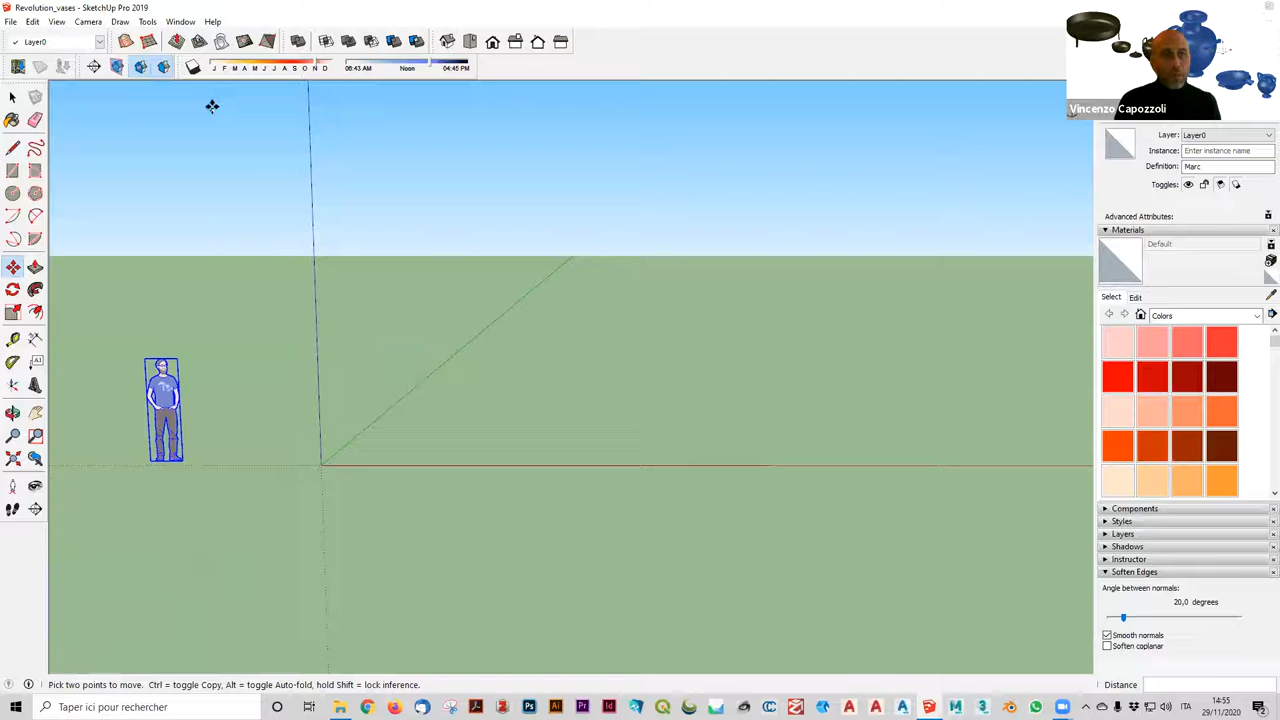 Revolution_vases - SketchUp Pro 2019
File Edit View Camera Draw Tools Window Help
Layer0
J F M A M J J A S O N D 06:43 AM Noon 04:45 PM
Vincenzo Capozzoli
Layer: Layer0
Instance: Enter instance name
Definition: Marc
Toggles:
Advanced Attributes:
Materials
Default
Select Edit
Colors
Components
Styles
Layers
Shadows
Instructor
Soften Edges
Angle between normals:
20,0 degrees
Smooth normals
Soften coplanar
Pick two points to move. Ctrl = toggle Copy, Alt = toggle Auto-fold, hold Shift = lock inference.
Distance
Taper ici pour rechercher
ITA
14:55
29/11/2020